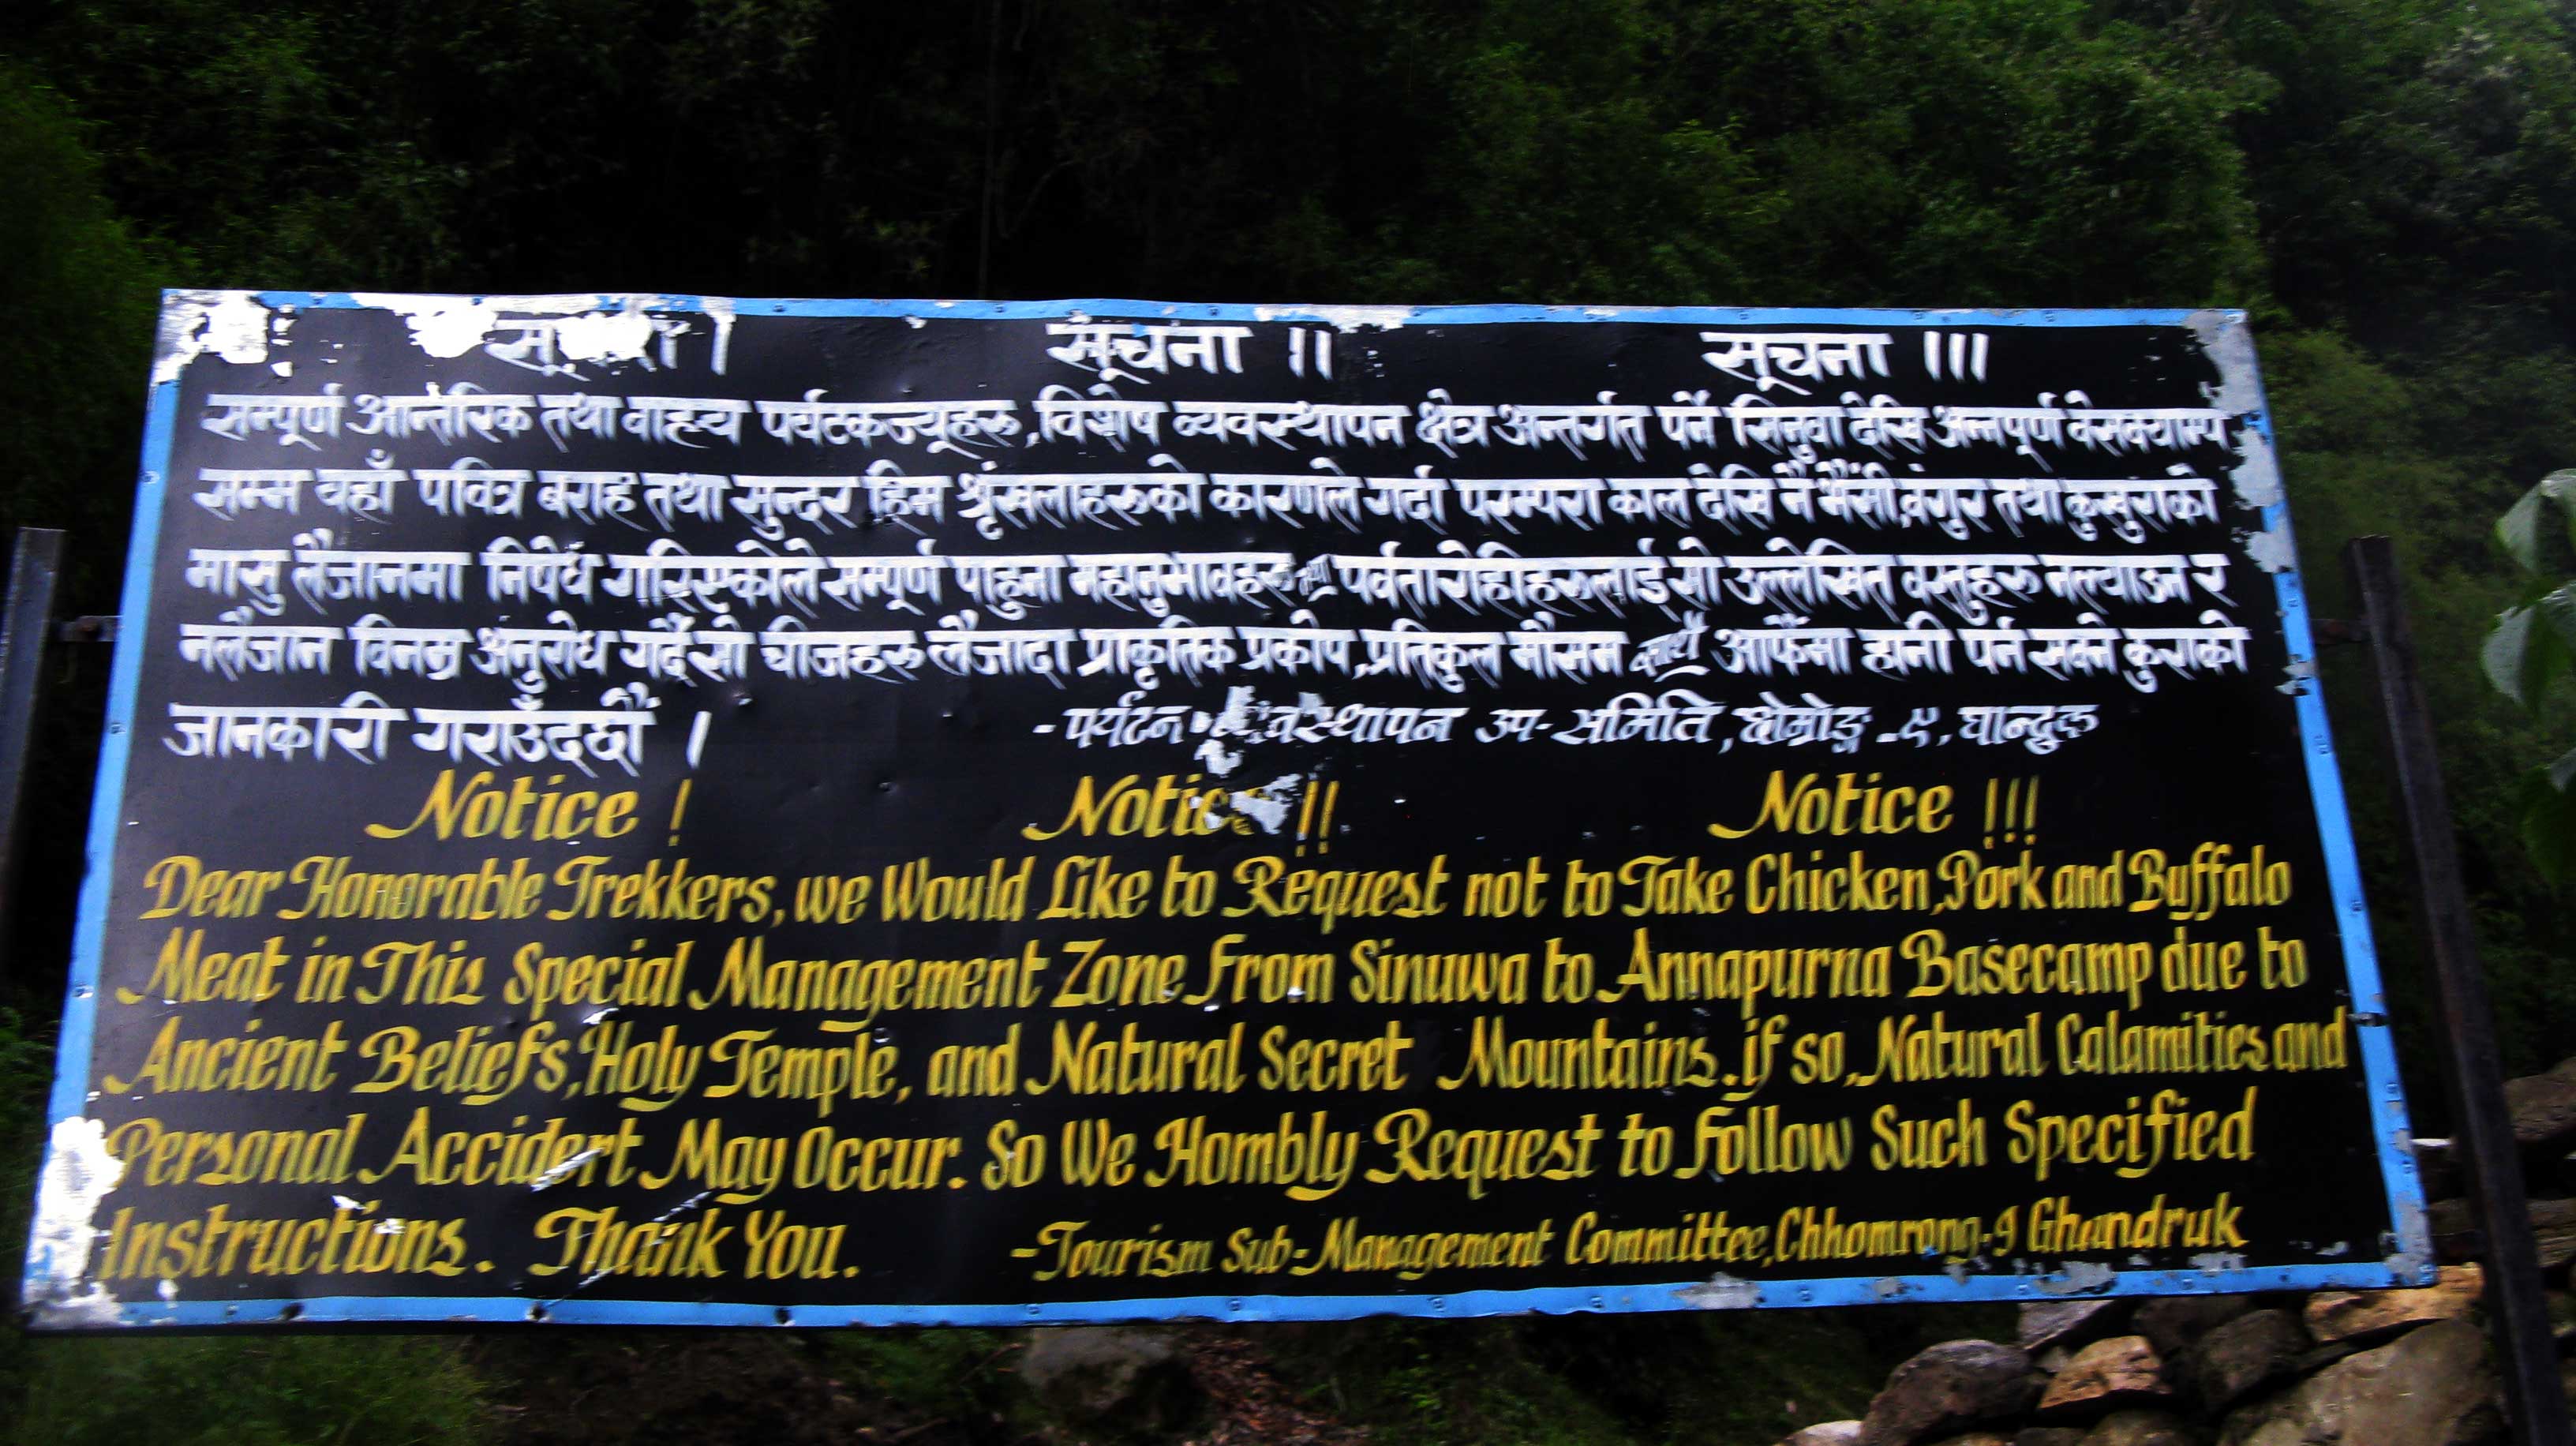 सूचना । सूचना ।। सूचना ।।।
सम्पूर्ण आन्तरिक तथा वाह्य पर्यटकज्यूहरू, विशेष व्यवस्थापन क्षेत्र अन्तर्गत पर्ने सिनुवा देखि अन्नपूर्ण वेसक्याम्प
सम्म यहाँ पवित्र बराह तथा सुन्दर हिम श्रृंखलाहरूको कारणले गर्दा परम्परा काल देखि नै भैंसी, बंगुर तथा कुखुराको
मासु लैजानमा निषेध गरिएकोले सम्पूर्ण पाहुना महानुभावहरू तथा पर्वतारोहीहरूलाई सो उल्लेखित वस्तुहरू नल्याउन र
नलैजान विनम्र अनुरोध गर्दै सो चीजहरू लैजादा प्राकृतिक प्रकोप, प्रतिकुल मौसम साथै आफैंमा हानी पर्न सक्ने कुराको
जानकारी गराउँदछौं ।
- पर्यटन व्यवस्थापन उप-समिति, छोम्रोङ्ग -९, घान्द्रुक
Notice ! Notice !! Notice !!!
Dear Honorable Trekkers, we Would Like to Request not to Take Chicken, Pork and Buffalo
Meat in This Special Management Zone From Sinuwa to Annapurna Basecamp due to
Ancient Beliefs, Holy Temple, and Natural Secret Mountains. if so, Natural Calamities and
Personal Accident May Occur. So We Hombly Request to Follow Such Specified
Instructions. Thank You.
- Tourism Sub-Management Committee, Chhomrong-9 Ghandruk